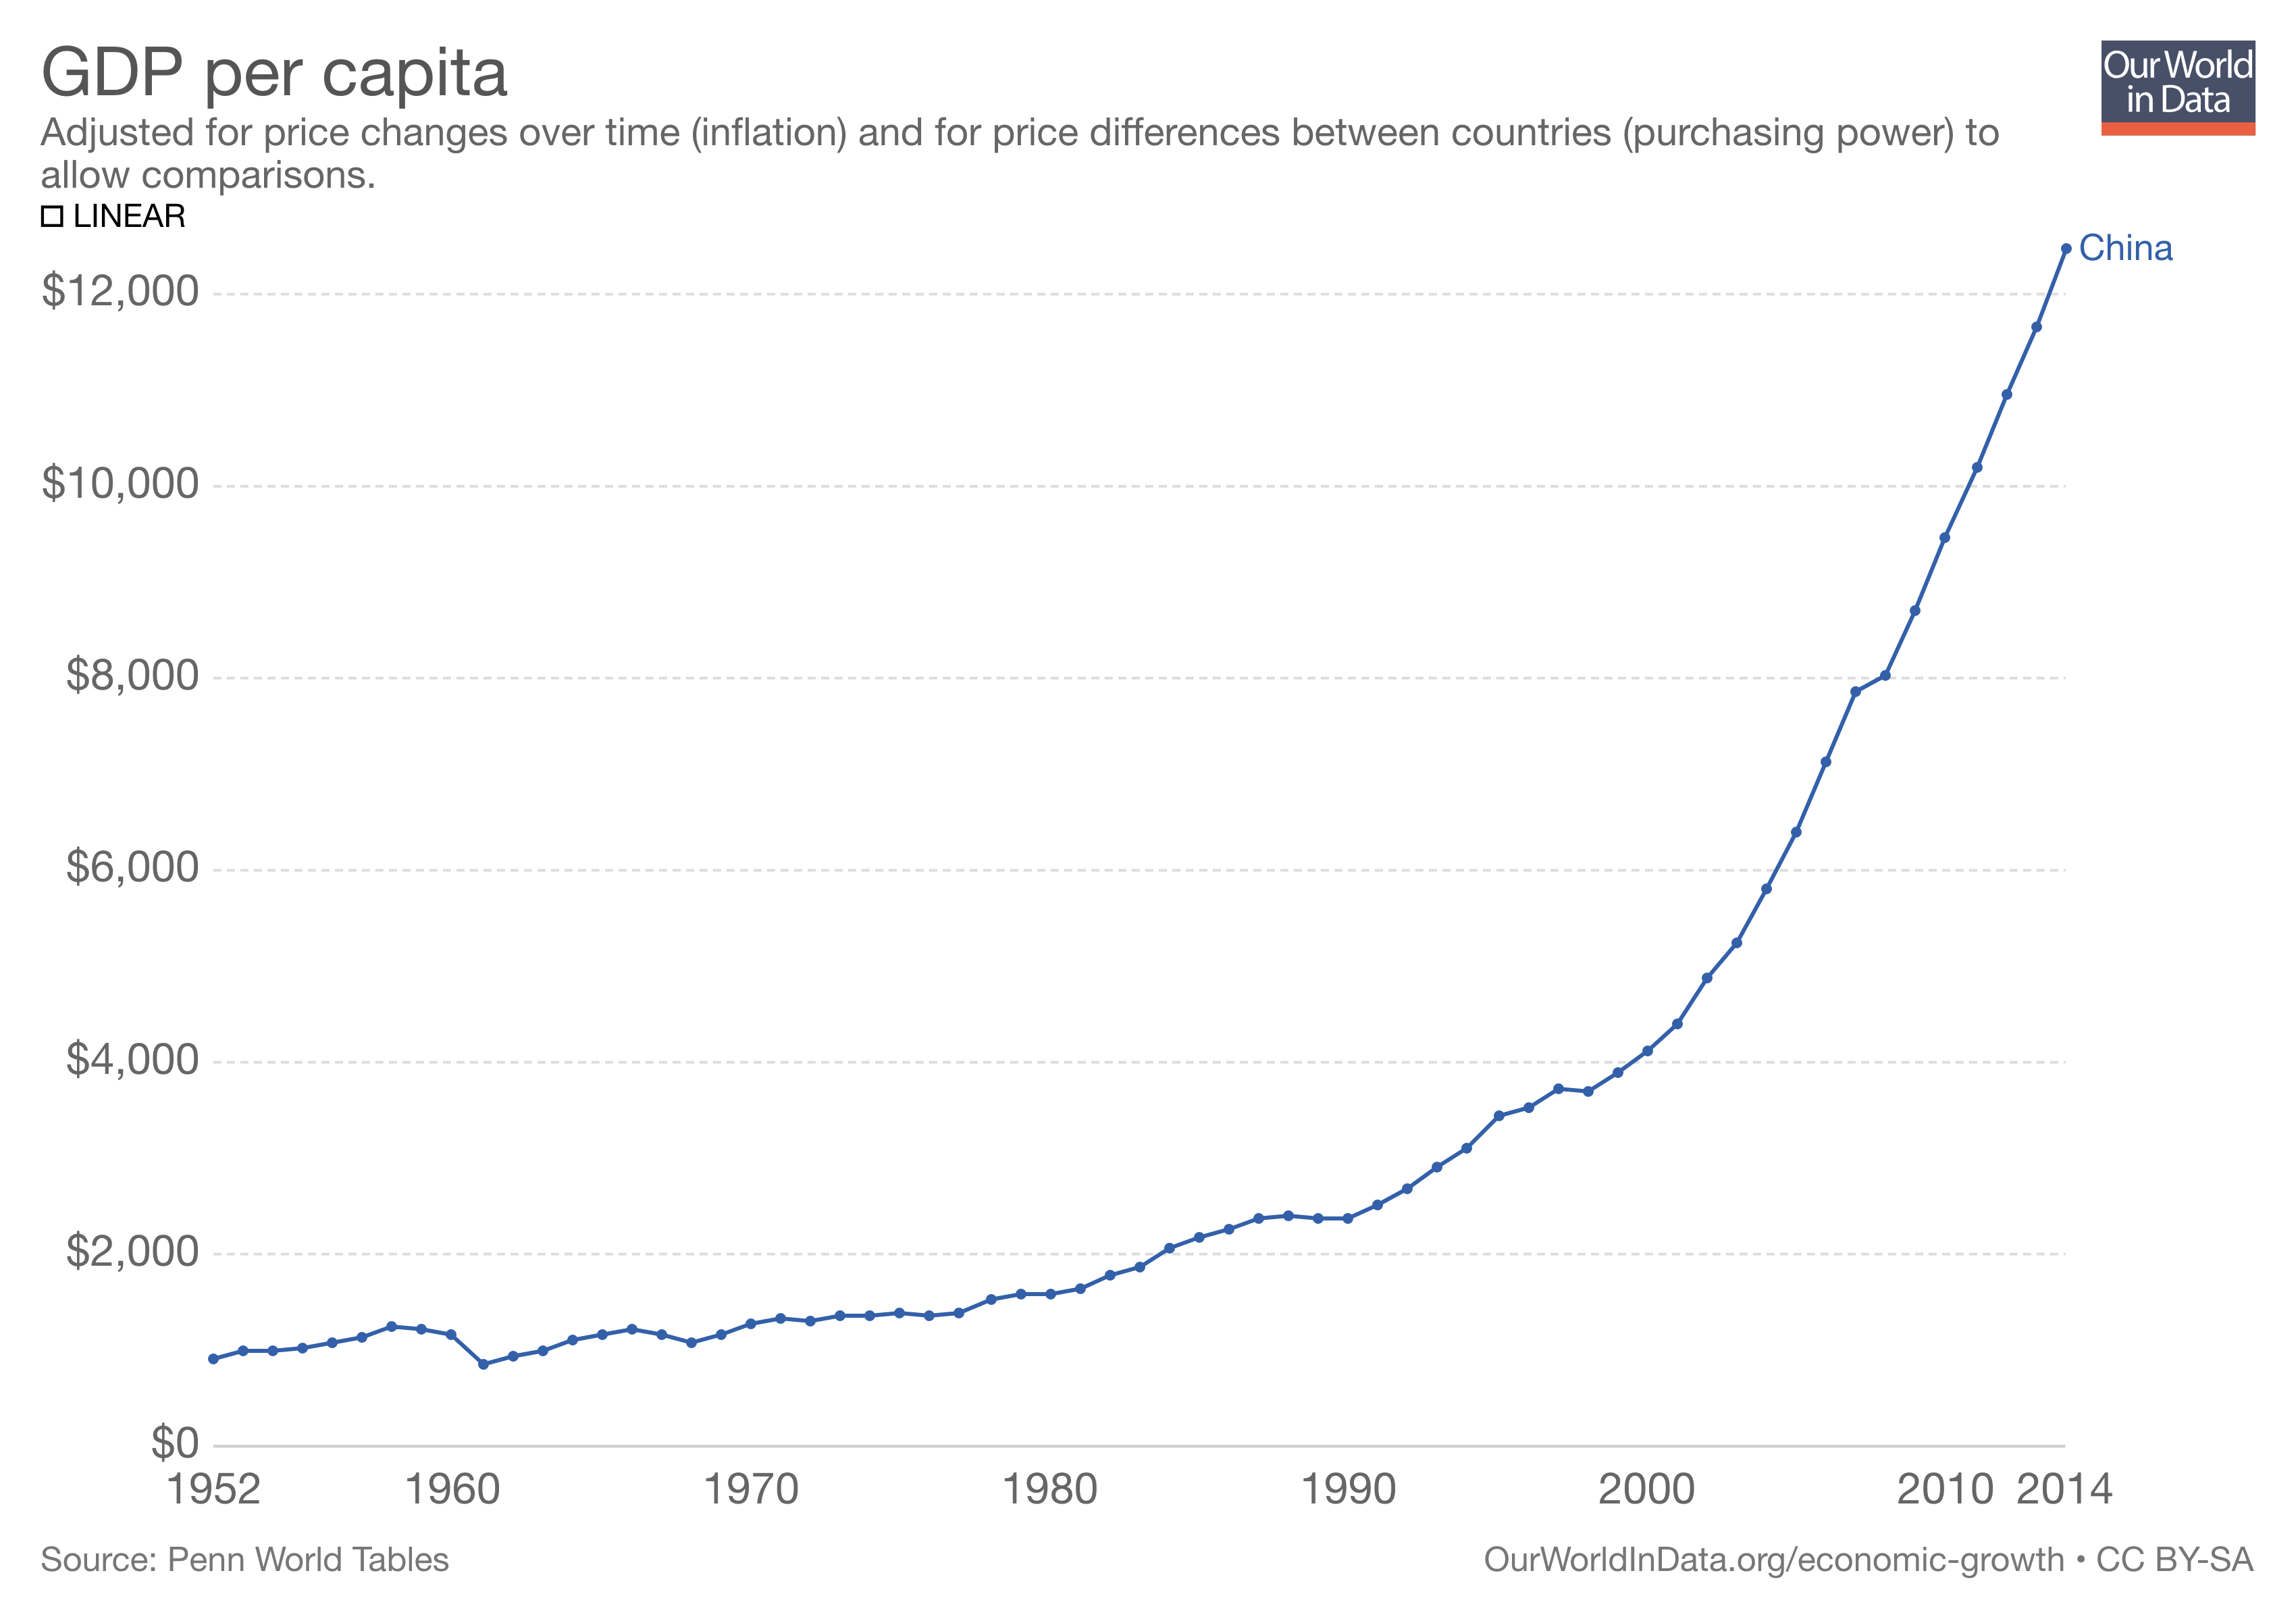 GDP per capita
Our World
in Data
Adjusted for price changes over time (inflation) and for price differences between countries (purchasing power) to
allow comparisons.
LINEAR
China
$12,000
$10,000
$8,000
$6,000
$4,000
$2,000
$0
1952 1960 1970 1980 1990 2000 2010 2014
Source: Penn World Tables
OurWorldInData.org/economic-growth • CC BY-SA